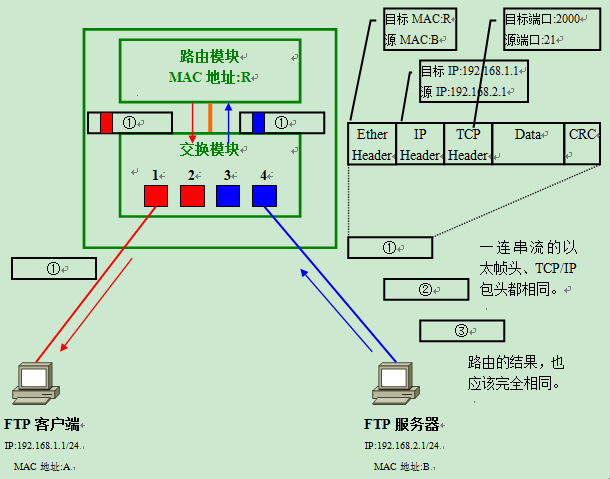 路由模块
MAC 地址:R
①
①
交换模块
1 2 3 4
①
FTP 客户端
IP:192.168.1.1/24
MAC 地址:A
FTP 服务器
IP:192.168.2.1/24
MAC 地址:B
目标 MAC:R
源 MAC:B
目标端口:2000
源端口:21
目标 IP:192.168.1.1
源 IP:192.168.2.1
Ether Header
IP Header
TCP Header
Data
CRC
①
②
③
一连串流的以
太帧头、TCP/IP
包头都相同。
路由的结果，也
应该完全相同。